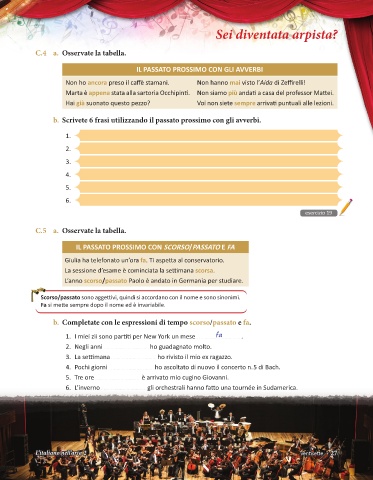 Sei diventata arpista?
C.4 a. Osservate la tabella.
IL PASSATO PROSSIMO CON GLI AVVERBI
Non ho ancora preso il caffè stamani. Non hanno mai visto l'Aida di Zeffirelli!
Marta è appena stata alla sartoria Occhipinti. Non siamo più andati a casa del professor Mattei.
Hai già suonato questo pezzo? Voi non siete sempre arrivati puntuali alle lezioni.
b. Scrivete 6 frasi utilizzando il passato prossimo con gli avverbi.
1.
2.
3.
4.
5.
6.
esercizio 19
C.5 a. Osservate la tabella.
IL PASSATO PROSSIMO CON SCORSO/PASSATO E FA
Giulia ha telefonato un'ora fa. Ti aspetta al conservatorio.
La sessione d'esame è cominciata la settimana scorsa.
L'anno scorso/passato Paolo è andato in Germania per studiare.
Scorso/passato sono aggettivi, quindi si accordano con il nome e sono sinonimi.
Fa si mette sempre dopo il nome ed è invariabile.
b. Completate con le espressioni di tempo scorso/passato e fa.
1. I miei zii sono partiti per New York un mese fa.
2. Negli anni ho guadagnato molto.
3. La settimana ho rivisto il mio ex ragazzo.
4. Pochi giorni ho ascoltato di nuovo il concerto n.5 di Bach.
5. Tre ore è arrivato mio cugino Giovanni.
6. L'inverno gli orchestrali hanno fatto una tournée in Sudamerica.